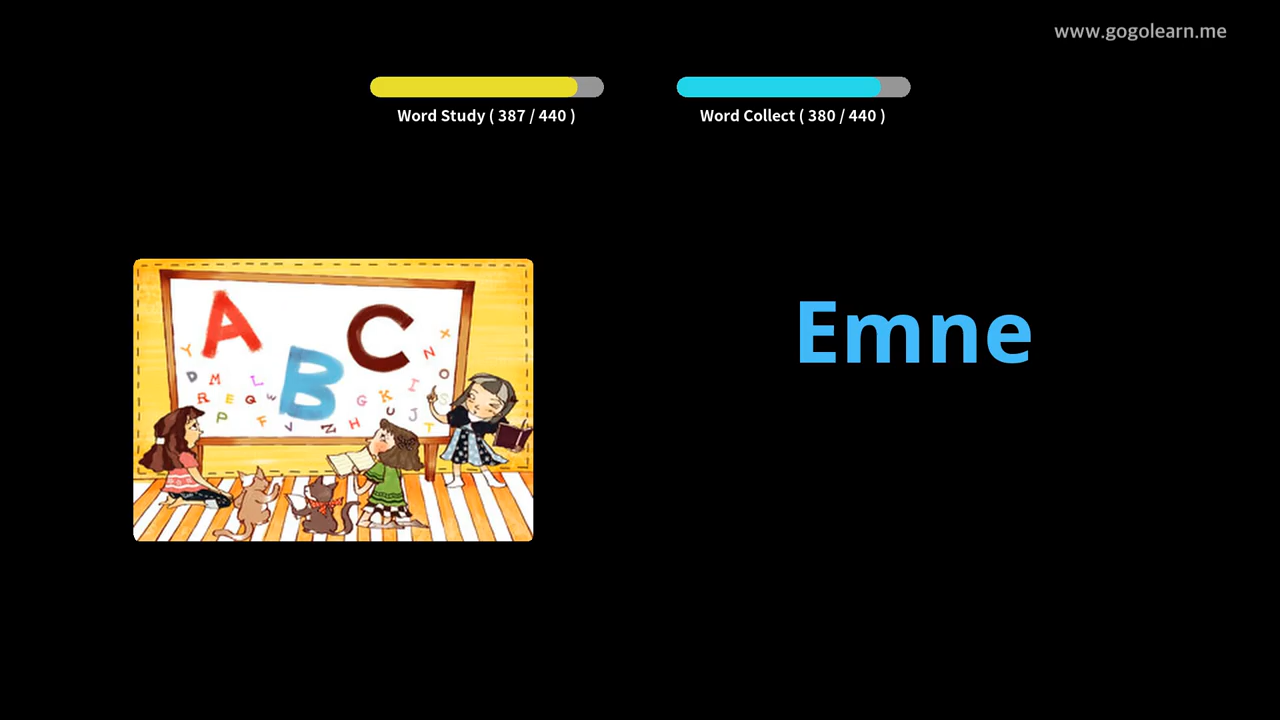 www.gogolearn.me
Word Study ( 387 / 440 )
Word Collect ( 380 / 440 )
Emne
A
C
B
Y X N
D M L I O
R E Q W G K S
P F V Z H U J T